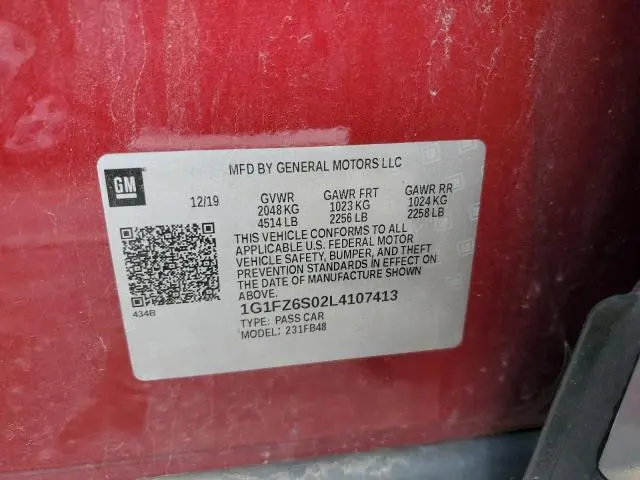 GM
MFD BY GENERAL MOTORS LLC
12/19 GVWR GAWR FRT GAWR RR
2048 KG 1023 KG 1024 KG
4514 LB 2256 LB 2258 LB
THIS VEHICLE CONFORMS TO ALL
APPLICABLE U.S. FEDERAL MOTOR
VEHICLE SAFETY, BUMPER, AND THEFT
PREVENTION STANDARDS IN EFFECT ON
THE DATE OF MANUFACTURE SHOWN
ABOVE.
434B
1G1FZ6S02L4107413
TYPE: PASS CAR
MODEL: 231FB48